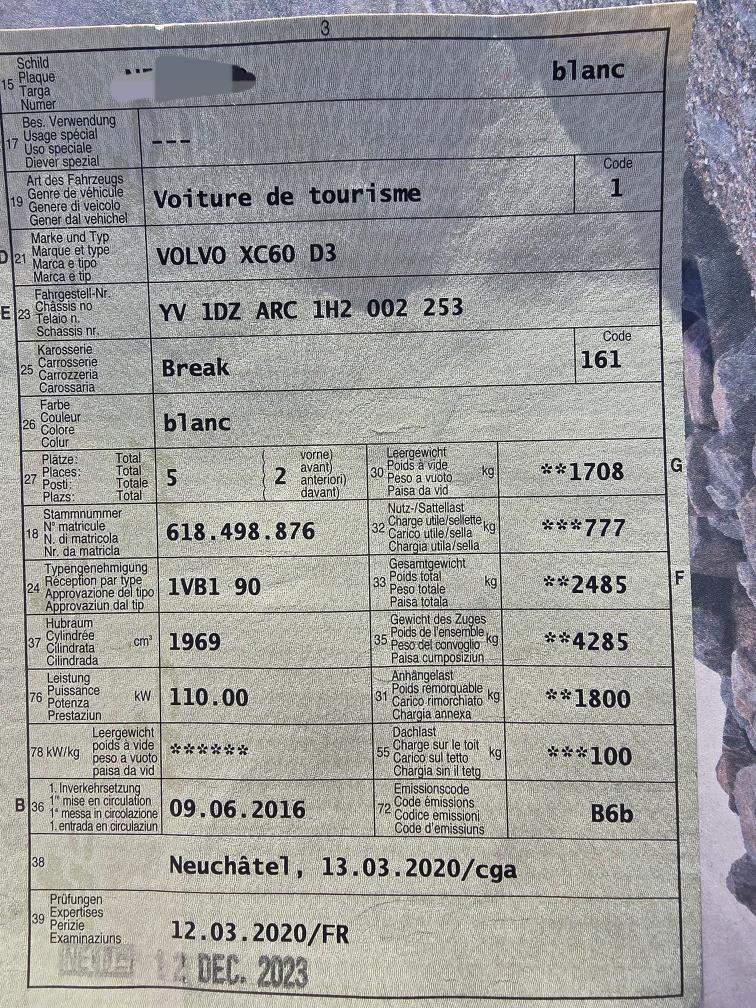 3
15 Schild
Plaque
Targa
Numer
blanc
17 Bes. Verwendung
Usage spécial
Uso speciale
Diever spezial
---
19 Art des Fahrzeugs
Genre de véhicule
Genere di veicolo
Gener dal vehichel
Voiture de tourisme
Code
1
D 21 Marke und Typ
Marque et type
Marca e tipo
Marca e tip
VOLVO XC60 D3
E 23 Fahrgestell-Nr.
Châssis no
Telaio n.
Schassis nr.
YV 1DZ ARC 1H2 002 253
25 Karosserie
Carrosserie
Carrozzeria
Carossaria
Break
Code
161
26 Farbe
Couleur
Colore
Colur
blanc
27 Plätze: Total
Places: Total
Posti: Totale
Plazs: Total
5
2
vorne)
avant)
anteriori)
davant)
30 Leergewicht
Poids à vide kg
Peso a vuoto
Paisa da vid
**1708
G
18 Stammnummer
N° matricule
N. di matricola
Nr. da matricla
618.498.876
32 Nutz-/Sattellast
Charge utile/sellette kg
Carico utile/sella
Chargia utila/sella
***777
24 Typengenehmigung
Réception par type
Approvazione del tipo
Approvaziun dal tip
1VB1 90
33 Gesamtgewicht
Poids total kg
Peso totale
Paisa totala
**2485
F
37 Hubraum
Cylindrée cm³
Cilindrata
Cilindrada
1969
35 Gewicht des Zuges
Poids de l'ensemble kg
Peso del convoglio
Paisa cumposiziun
**4285
76 Leistung
Puissance kW
Potenza
Prestaziun
110.00
31 Anhängelast
Poids remorquable kg
Carico rimorchiato
Chargia annexa
**1800
78 kW/kg Leergewicht
poids à vide
peso a vuoto
paisa da vid
******
55 Dachlast
Charge sur le toit kg
Carico sul tetto
Chargia sin il tetg
***100
B 36 1. Inverkehrsetzung
1re mise en circulation
1a messa in circolazione
1. entrada en circulaziun
09.06.2016
72 Emissionscode
Code émissions
Codice emissioni
Code d'emissiuns
B6b
38
Neuchâtel, 13.03.2020/cga
39 Prüfungen
Expertises
Perizie
Examinaziuns
12.03.2020/FR
12 DEC. 2023